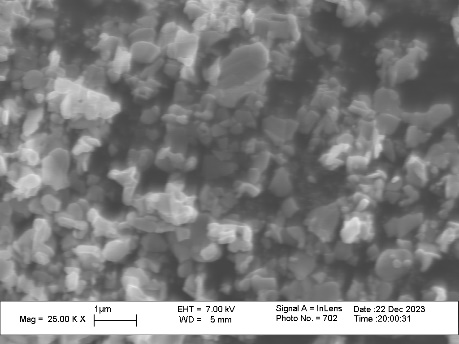 1µm
Mag = 25.00 K X
EHT = 7.00 kV
WD = 5 mm
Signal A = InLens
Photo No. = 702
Date :22 Dec 2023
Time :20:00:31